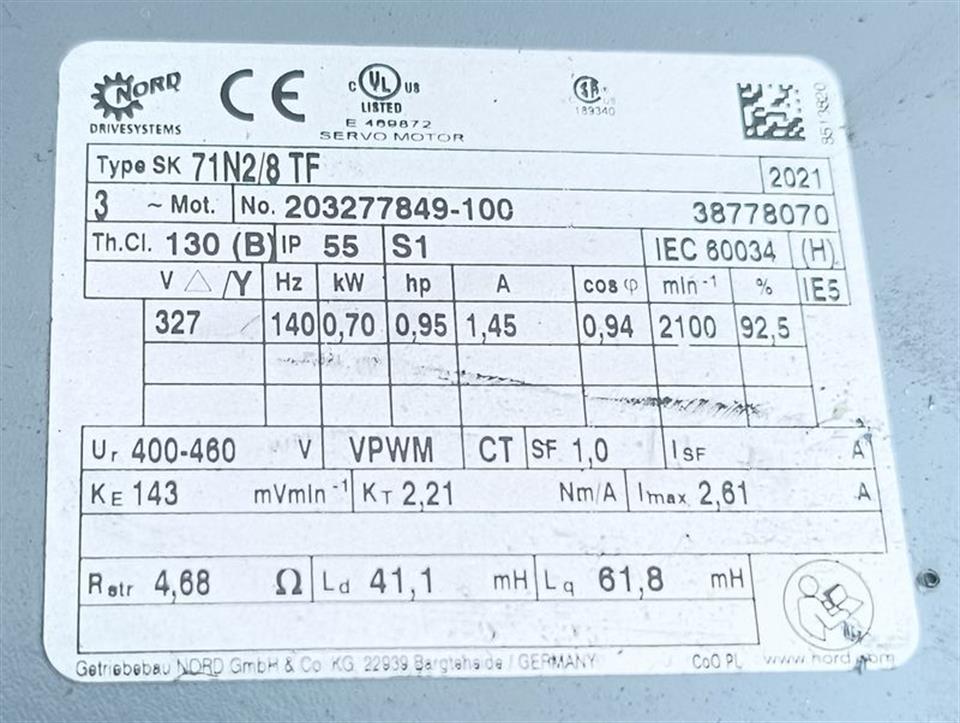 NORD
DRIVESYSTEMS
CE
C UL US
LISTED
E 469872
SERVO MOTOR
189340
Type SK 71N2/8 TF 2021
3 ~ Mot. No. 203277849-100 38778070
Th.Cl. 130 (B) IP 55 S1 IEC 60034 (H)
V △/Y Hz kW hp A cos φ min⁻¹ % IE5
327 140 0,70 0,95 1,45 0,94 2100 92,5
Ur 400-460 V VPWM CT SF 1,0 ISF A
KE 143 mVmin⁻¹ KT 2,21 Nm/A Imax 2,61 A
Rstr 4,68 Ω Ld 41,1 mH Lq 61,8 mH
Getriebebau NORD GmbH & Co. KG, 22939 Bargteheide / GERMANY CoO PL www.nord.com